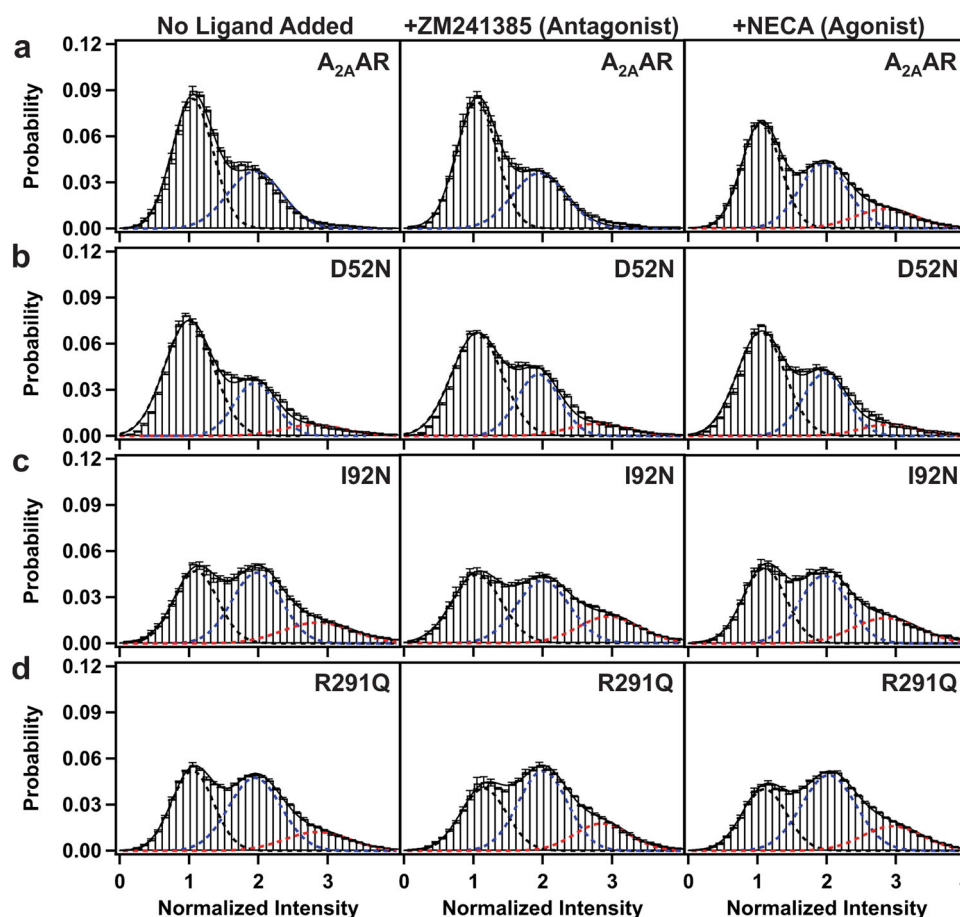 No Ligand Added +ZM241385 (Antagonist) +NECA (Agonist)
a
0.12
0.09
0.06
0.03
0.00
Probability
A2AAR A2AAR A2AAR
b
0.12
0.09
0.06
0.03
0.00
Probability
D52N D52N D52N
c
0.12
0.09
0.06
0.03
0.00
Probability
I92N I92N I92N
d
0.12
0.09
0.06
0.03
0.00
Probability
R291Q R291Q R291Q
0 1 2 3 0 1 2 3 0 1 2 3
Normalized Intensity Normalized Intensity Normalized Intensity